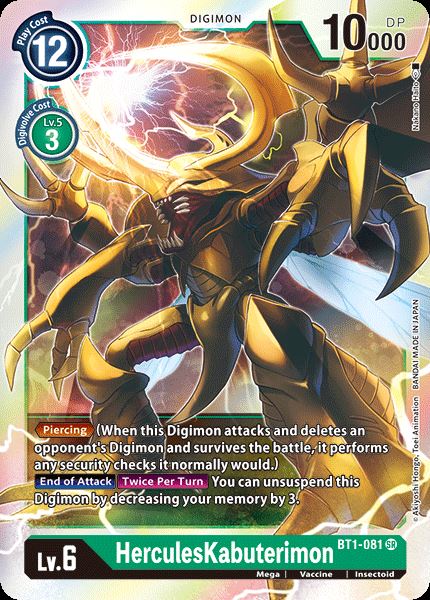 Play Cost
12
DIGIMON
10000
DP
Digivolve Cost
Lv.5
3
Nakano Haito
©Akiyoshi Hongo, Toei Animation BANDAI MADE IN JAPAN
Piercing (When this Digimon attacks and deletes an
opponent's Digimon and survives the battle, it performs
any security checks it normally would.)
End of Attack Twice Per Turn You can unsuspend this
Digimon by decreasing your memory by 3.
Lv.6
HerculesKabuterimon
BT1-081 SR
Mega | Vaccine | Insectoid